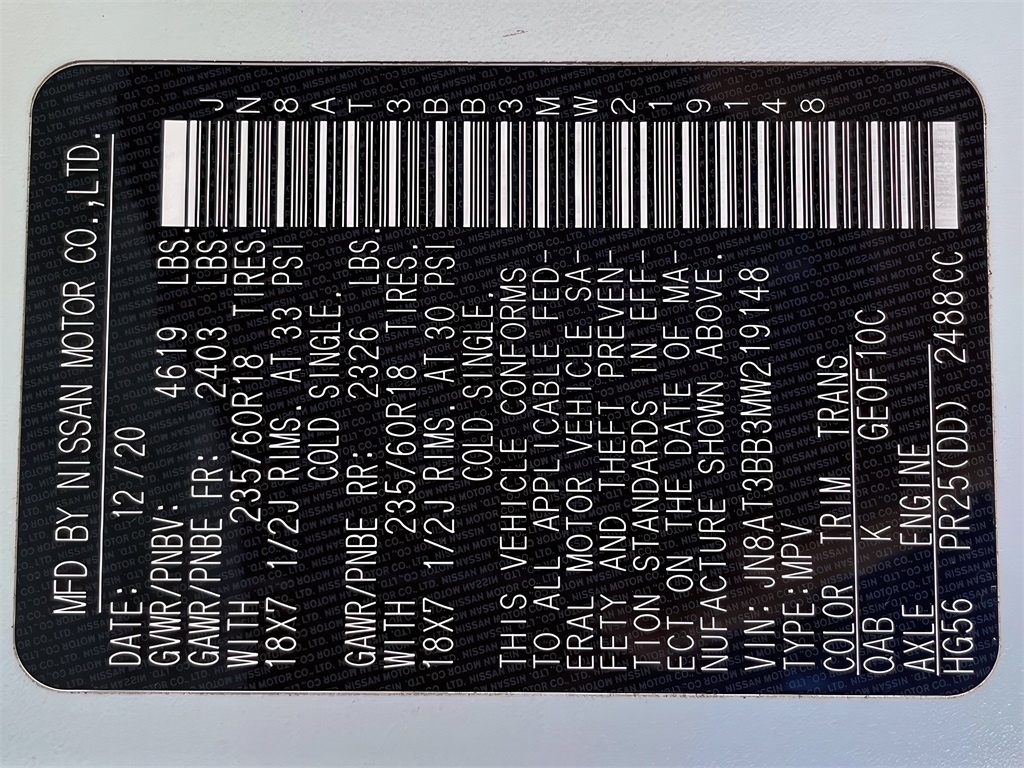 MFD BY NISSAN MOTOR CO.,LTD.
DATE: 12/20
GVWR/PNBV: 4619 LBS.
GAWR/PNBE FR: 2403 LBS.
WITH 235/60R18 TIRES.
18X7 1/2J RIMS. AT 33 PSI
COLD SINGLE.
GAWR/PNBE RR: 2326 LBS.
WITH 235/60R18 TIRES.
18X7 1/2J RIMS. AT 30 PSI
COLD SINGLE.
THIS VEHICLE CONFORMS
TO ALL APPLICABLE FED-
ERAL MOTOR VEHICLE SA-
FETY AND THEFT PREVEN-
TION STANDARDS IN EFF-
ECT ON THE DATE OF MA-
NUFACTURE SHOWN ABOVE.
VIN: JN8AT3BB3MW219148
TYPE:MPV
COLOR TRIM TRANS
QAB K GE0F10C
AXLE ENGINE
HG56 PR25(DD) 2488CC
JN8AT3BB3MW219148